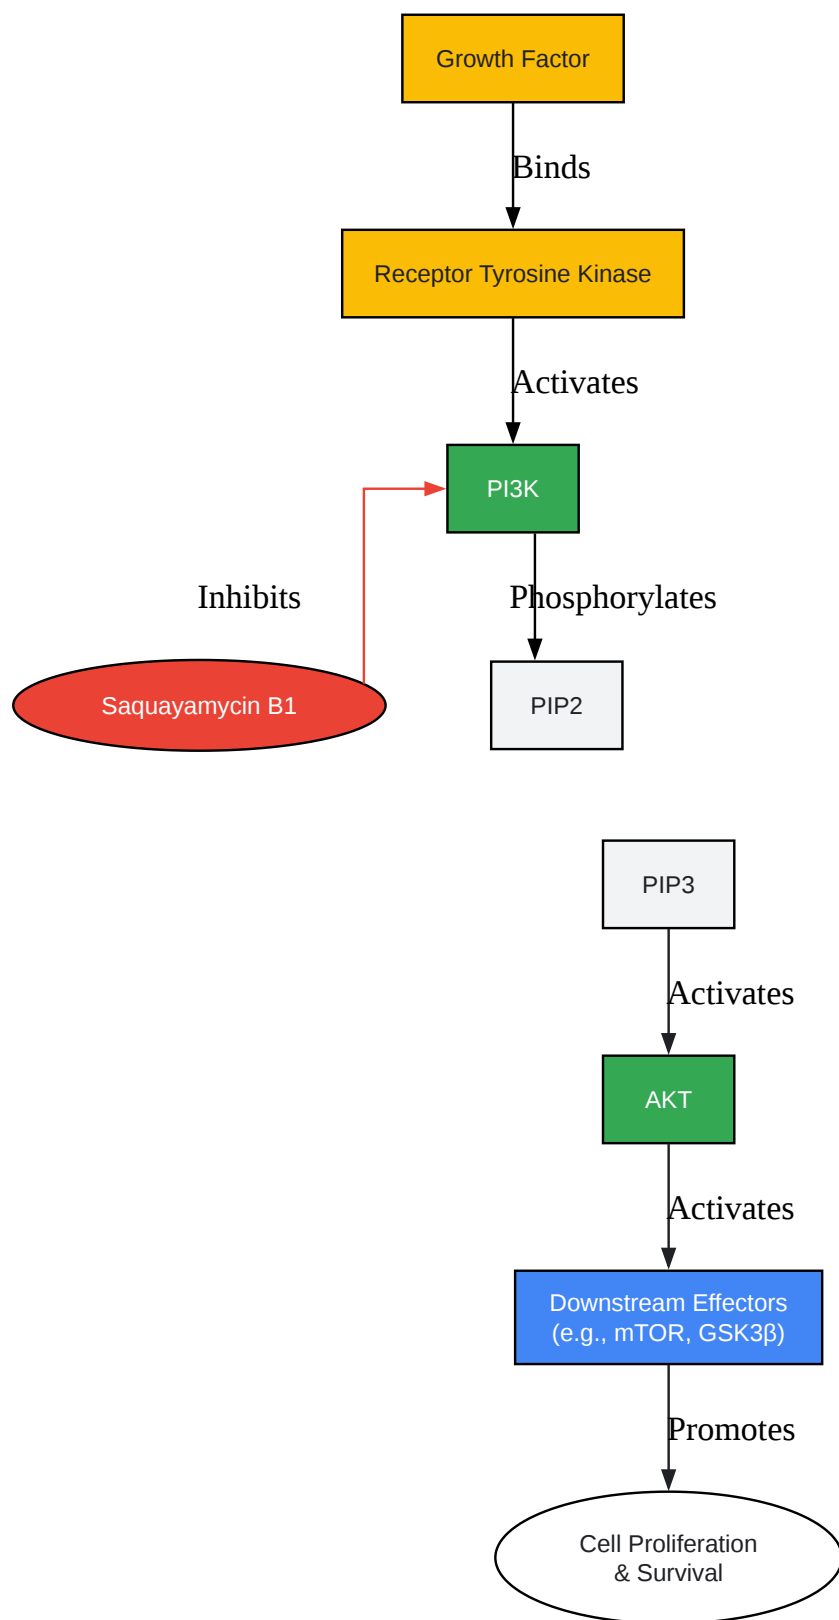 Growth Factor
Binds
Receptor Tyrosine Kinase
Activates
PI3K
Inhibits
Phosphorylates
Saquayamycin B1
PIP2
PIP3
Activates
AKT
Activates
Downstream Effectors
(e.g., mTOR, GSK3β)
Promotes
Cell Proliferation
& Survival